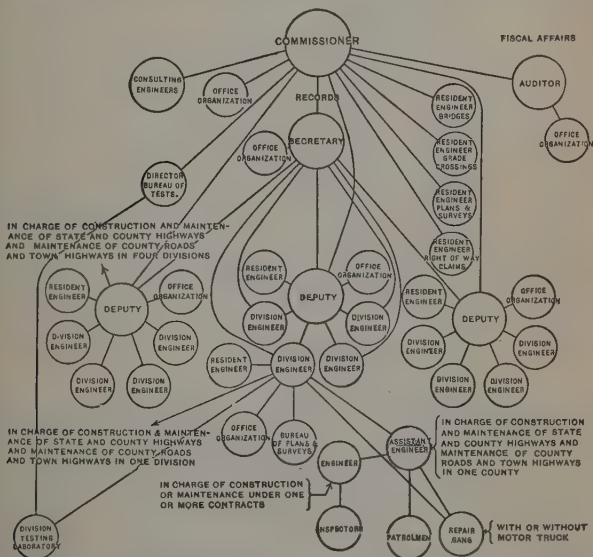 COMMISSIONER
FISCAL AFFAIRS
CONSULTING
ENGINEERS
OFFICE
ORGANIZATION
RECORDS
RESIDENT
ENGINEER
BRIDGES
AUDITOR
OFFICE
ORGANIZATION
SECRETARY
OFFICE
ORGANIZATION
RESIDENT
ENGINEER
GRADE
CROSSINGS
DIRECTOR
BUREAU OF
TESTS.
RESIDENT
ENGINEER
PLANS &
SURVEYS
RESIDENT
ENGINEER
RIGHT OF WAY
CLAIMS
IN CHARGE OF CONSTRUCTION AND MAINTEN-
ANCE OF STATE AND COUNTY HIGHWAYS
AND MAINTENANCE OF COUNTY ROADS
AND TOWN HIGHWAYS IN FOUR DIVISIONS
RESIDENT
ENGINEER
OFFICE
ORGANIZATION
DEPUTY
DIVISION
ENGINEER
DIVISION
ENGINEER
DIVISION
ENGINEER
DIVISION
ENGINEER
RESIDENT
ENGINEER
OFFICE
ORGANIZATION
DEPUTY
DIVISION
ENGINEER
DIVISION
ENGINEER
RESIDENT
ENGINEER
DIVISION
ENGINEER
DIVISION
ENGINEER
RESIDENT
ENGINEER
OFFICE
ORGANIZATION
DEPUTY
DIVISION
ENGINEER
DIVISION
ENGINEER
DIVISION
ENGINEER
DIVISION
ENGINEER
IN CHARGE OF CONSTRUCTION & MAINTEN-
ANCE OF STATE AND COUNTY HIGHWAYS
AND MAINTENANCE OF COUNTY ROADS
AND TOWN HIGHWAYS IN ONE DIVISION
OFFICE
ORGANIZATION
BUREAU
OF PLANS &
SURVEYS
ENGINEER
ASSISTANT
ENGINEER
IN CHARGE OF CONSTRUCTION
AND MAINTENANCE OF STATE
AND COUNTY HIGHWAYS AND
MAINTENANCE OF COUNTY
ROADS AND TOWN HIGHWAYS
IN ONE COUNTY
IN CHARGE OF CONSTRUCTION
OR MAINTENANCE UNDER ONE
OR MORE CONTRACTS
DIVISION
TESTING
LABORATORY
INSPECTORS
PATROLMEN
REPAIR
GANG
WITH OR WITHOUT
MOTOR TRUCK